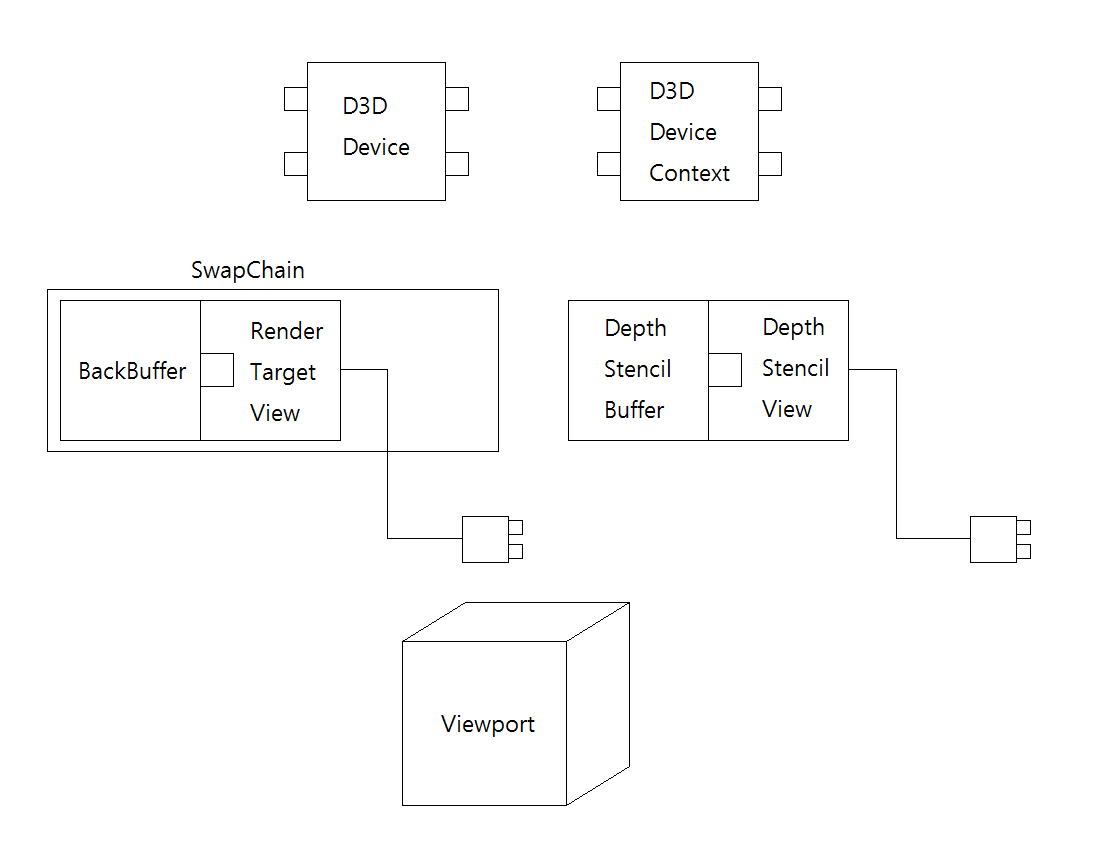 D3D
Device
D3D
Device
Context
SwapChain
BackBuffer
Render
Target
View
Depth
Stencil
Buffer
Depth
Stencil
View
Viewport